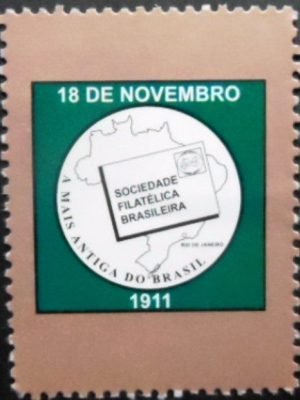 18 DE NOVEMBRO
SOCIEDADE
FILATÉLICA
BRASILEIRA
RIO DE JANEIRO
A MAIS ANTIGA DO BRASIL
1911